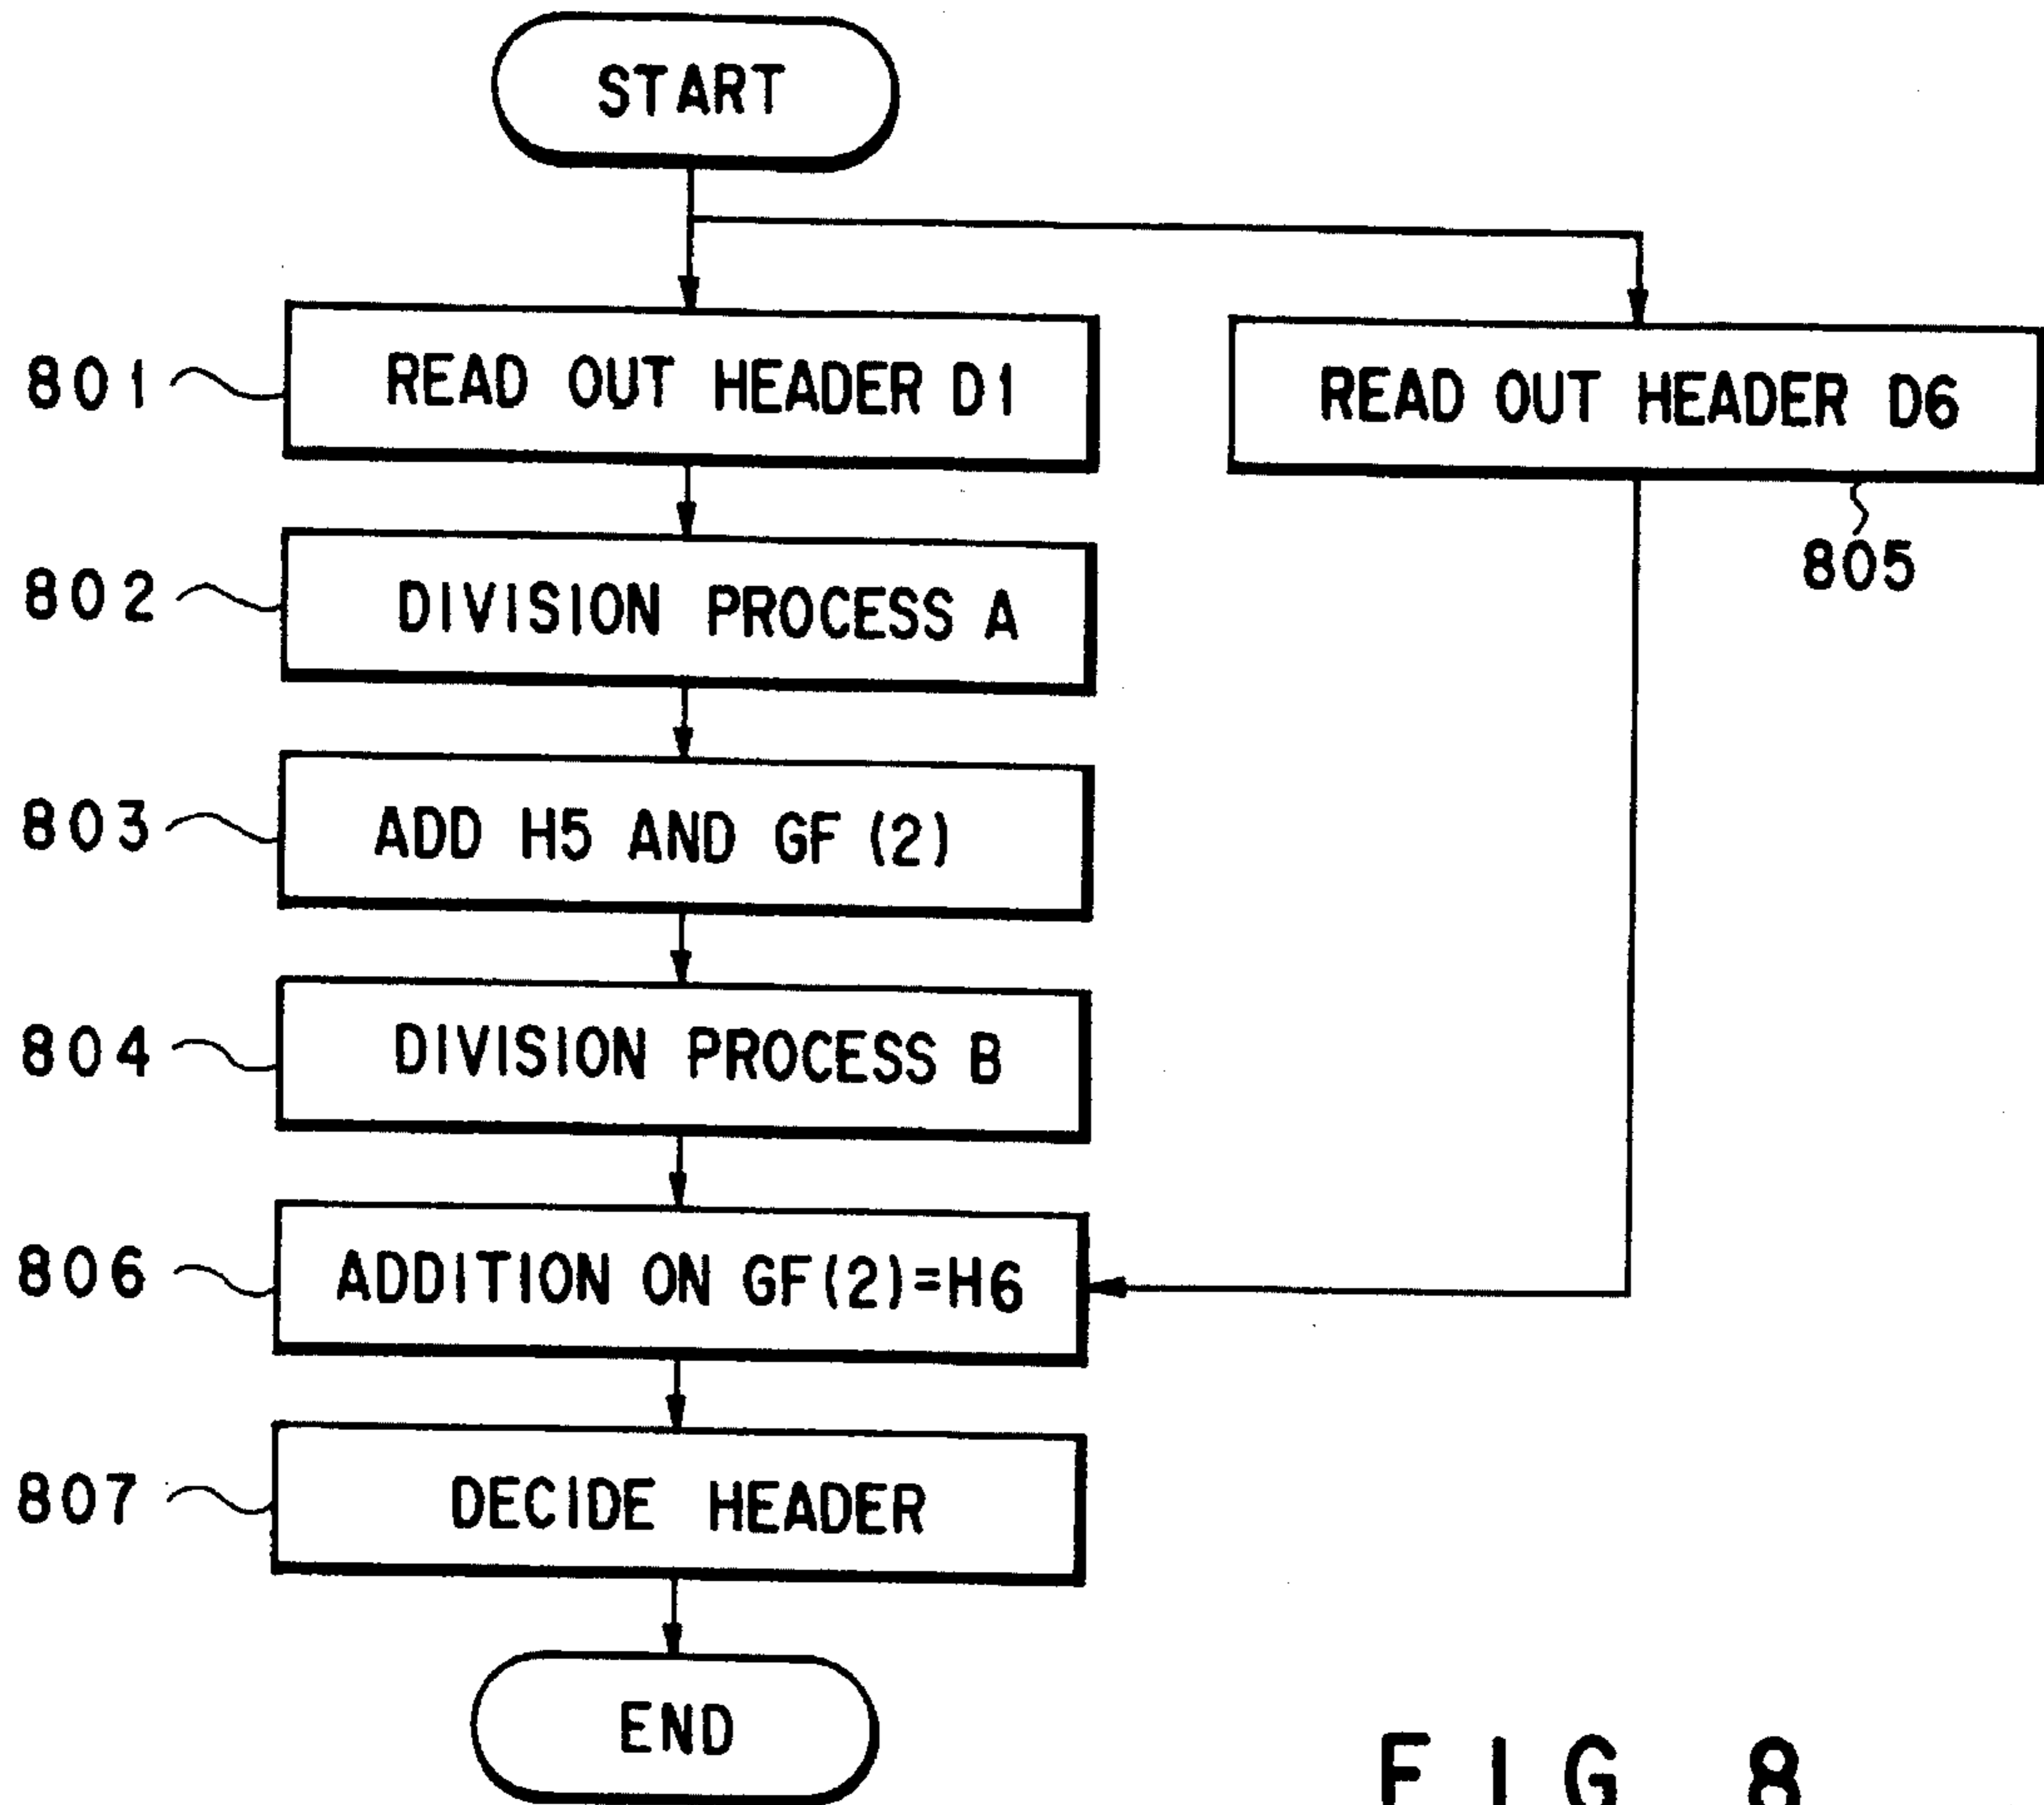 START
801 READ OUT HEADER D1
READ OUT HEADER D6
805
802 DIVISION PROCESS A
803 ADD H5 AND GF (2)
804 DIVISION PROCESS B
806 ADDITION ON GF(2)=H6
807 DECIDE HEADER
END
FIG 8